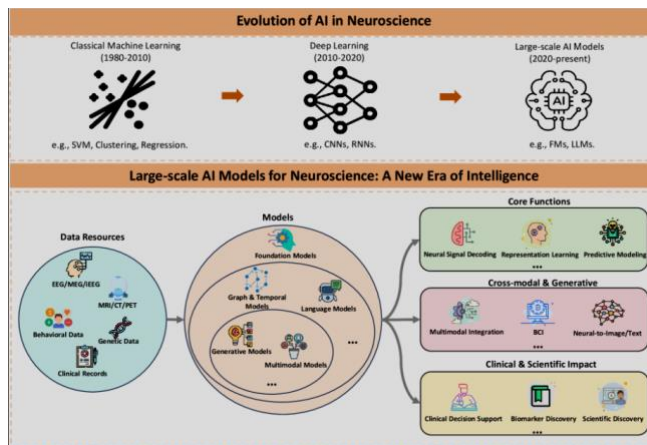 Evolution of AI in Neuroscience
Classical Machine Learning
(1980-2010)
Deep Learning
(2010-2020)
Large-scale AI Models
(2020-present)
AI
e.g., SVM, Clustering, Regression.
e.g., CNNs, RNNs.
e.g., FMs, LLMs.
Large-scale AI Models for Neuroscience: A New Era of Intelligence
Data Resources
EEG/MEG/iEEG
MRI/CT/PET
Behavioral Data
Genetic Data
Clinical Records
Models
Foundation Models
Graph & Temporal
Models
Language Models
Generative Models
Multimodal Models
...
...
Core Functions
Neural Signal Decoding
Representation Learning
Predictive Modeling
...
Cross-modal & Generative
Multimodal Integration
BCI
Neural-to-Image/Text
...
Clinical & Scientific Impact
Clinical Decision Support
Biomarker Discovery
Scientific Discovery
...